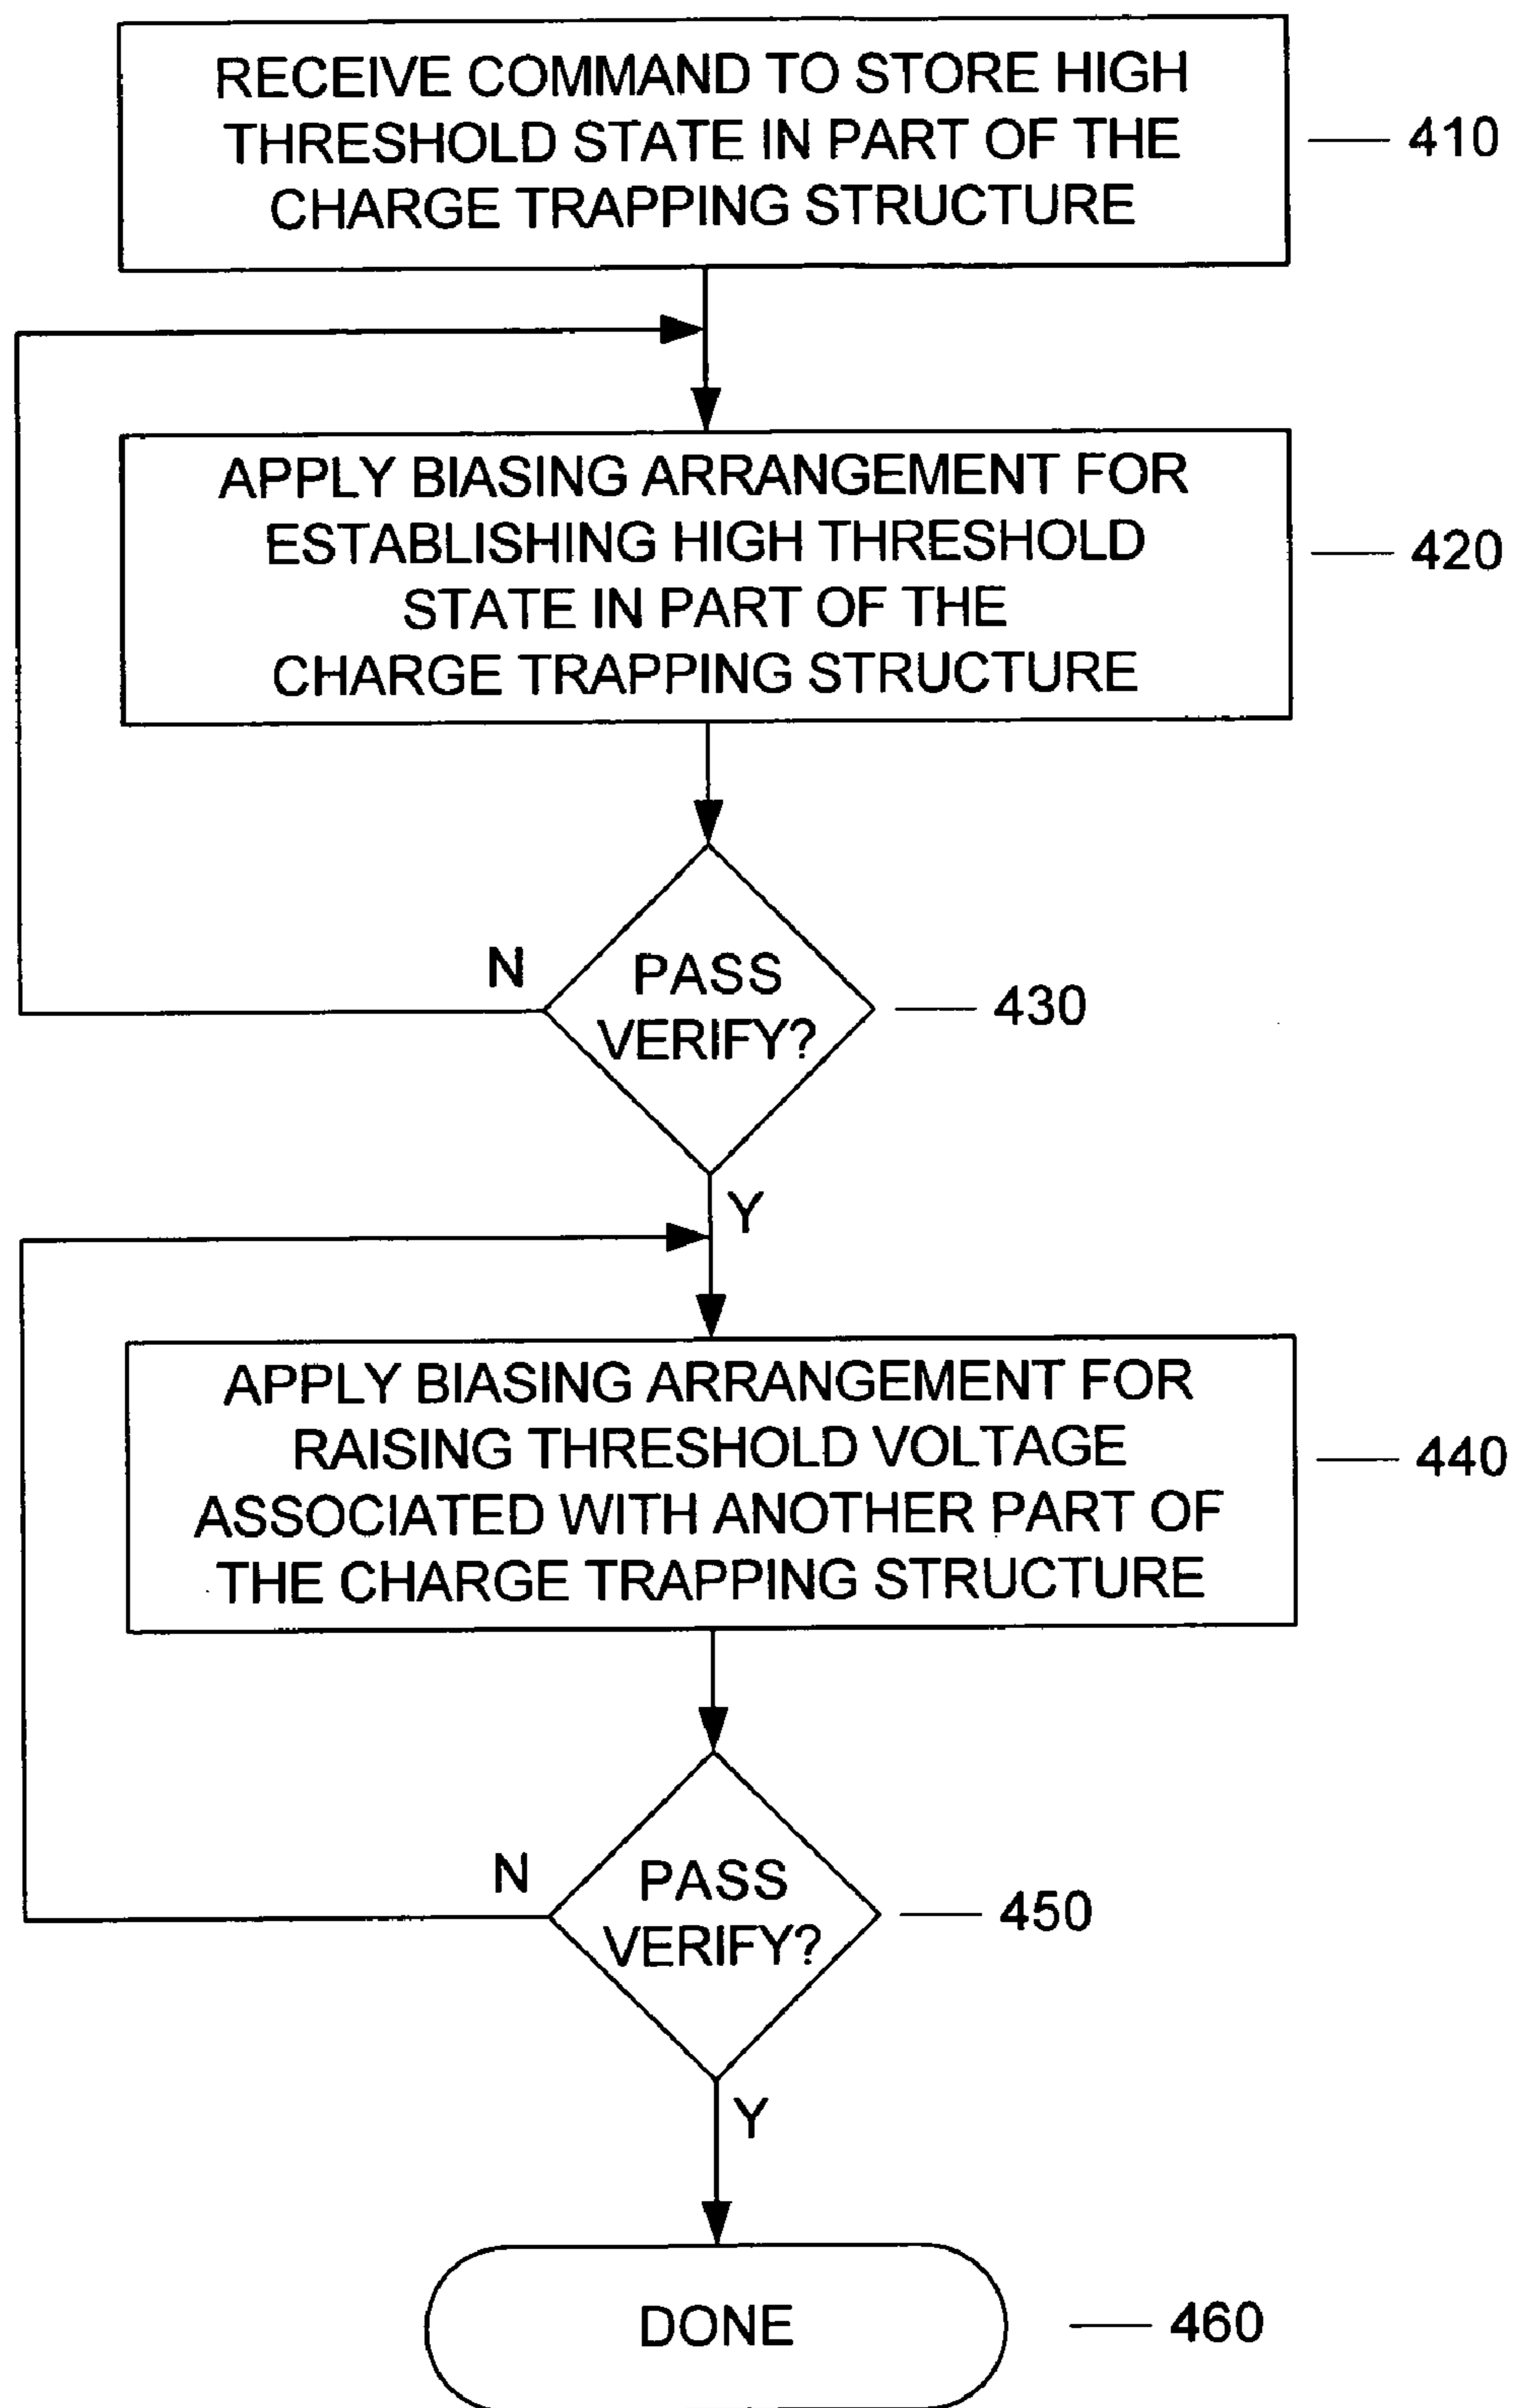 RECEIVE COMMAND TO STORE HIGH
THRESHOLD STATE IN PART OF THE
CHARGE TRAPPING STRUCTURE
410
APPLY BIASING ARRANGEMENT FOR
ESTABLISHING HIGH THRESHOLD
STATE IN PART OF THE
CHARGE TRAPPING STRUCTURE
420
N
PASS
VERIFY?
430
Y
APPLY BIASING ARRANGEMENT FOR
RAISING THRESHOLD VOLTAGE
ASSOCIATED WITH ANOTHER PART OF
THE CHARGE TRAPPING STRUCTURE
440
N
PASS
VERIFY?
450
Y
DONE
460